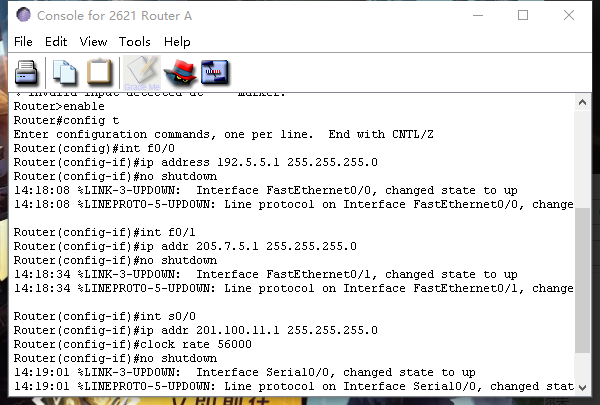 Console for 2621 Router A
File Edit View Tools Help
Grade Me
% Invalid input detected at marker.
Router>enable
Router#config t
Enter configuration commands, one per line.  End with CNTL/Z
Router(config)#int f0/0
Router(config-if)#ip address 192.5.5.1 255.255.255.0
Router(config-if)#no shutdown
14:18:08 %LINK-3-UPDOWN:  Interface FastEthernet0/0, changed state to up
14:18:08 %LINEPROTO-5-UPDOWN: Line protocol on Interface FastEthernet0/0, change
Router(config-if)#int f0/1
Router(config-if)#ip addr 205.7.5.1 255.255.255.0
Router(config-if)#no shutdown
14:18:34 %LINK-3-UPDOWN:  Interface FastEthernet0/1, changed state to up
14:18:34 %LINEPROTO-5-UPDOWN: Line protocol on Interface FastEthernet0/1, change
Router(config-if)#int s0/0
Router(config-if)#ip addr 201.100.11.1 255.255.255.0
Router(config-if)#clock rate 56000
Router(config-if)#no shutdown
14:19:01 %LINK-3-UPDOWN:  Interface Serial0/0, changed state to up
14:19:01 %LINEPROTO-5-UPDOWN: Line protocol on Interface Serial0/0, changed stat